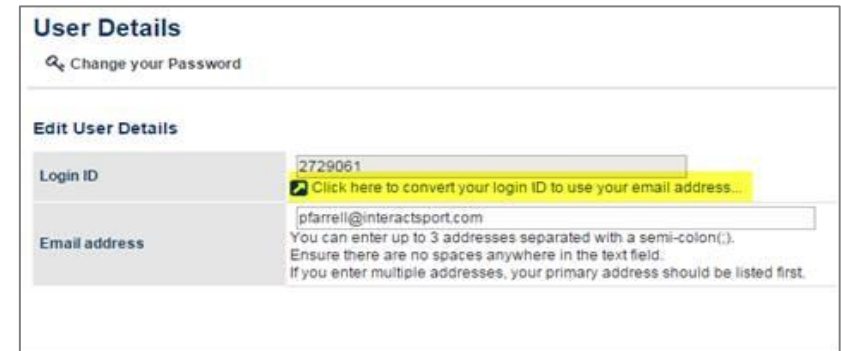 User Details
Change your Password
Edit User Details
Login ID
2729061
Click here to convert your login ID to use your email address...
Email address
pfarrell@interactsport.com
You can enter up to 3 addresses separated with a semi-colon(;).
Ensure there are no spaces anywhere in the text field.
If you enter multiple addresses, your primary address should be listed first.